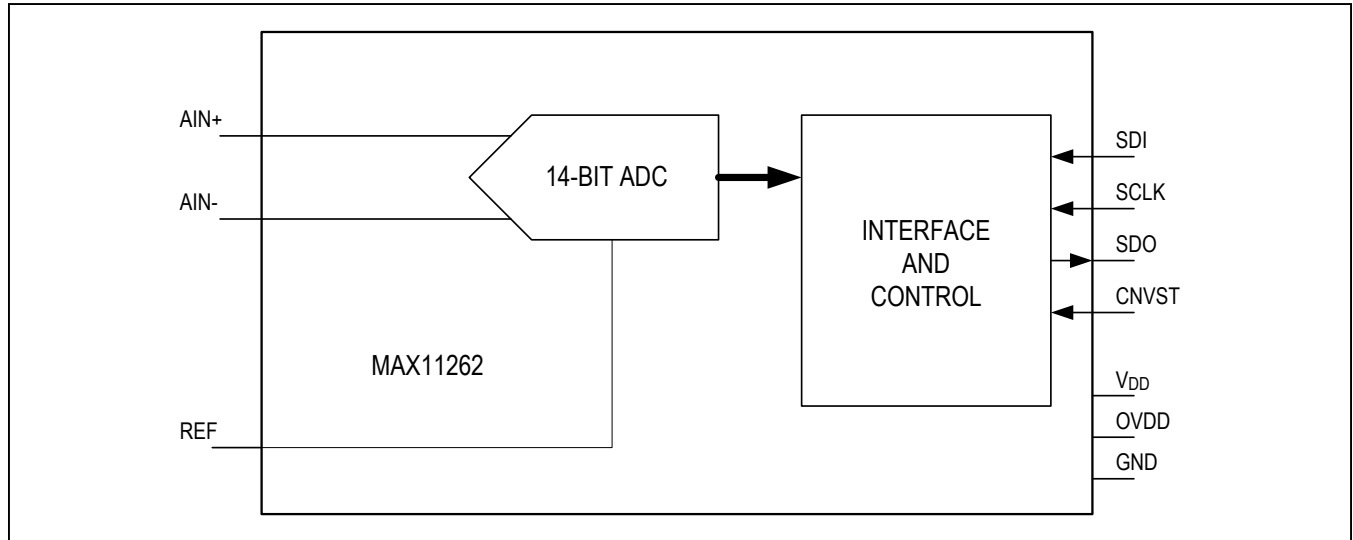 AIN+
AIN-
REF
14-BIT ADC
MAX11262
INTERFACE
AND
CONTROL
SDI
SCLK
SDO
CNVST
VDD
OVDD
GND